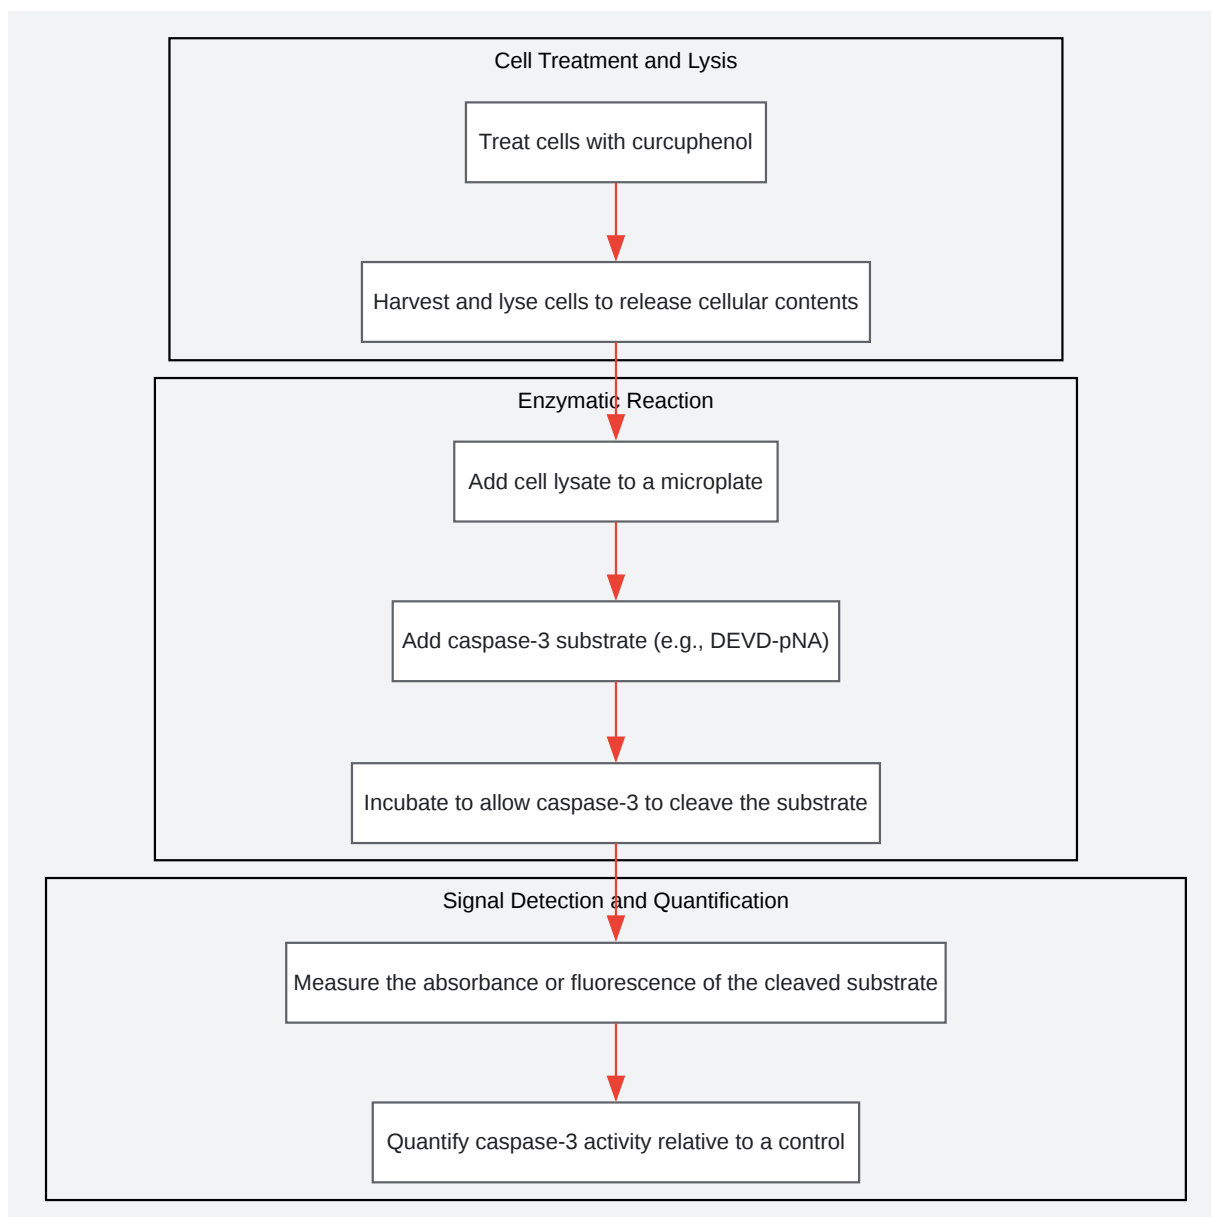 Cell Treatment and Lysis
Treat cells with curcuphenol
Harvest and lyse cells to release cellular contents
Enzymatic Reaction
Add cell lysate to a microplate
Add caspase-3 substrate (e.g., DEVD-pNA)
Incubate to allow caspase-3 to cleave the substrate
Signal Detection and Quantification
Measure the absorbance or fluorescence of the cleaved substrate
Quantify caspase-3 activity relative to a control